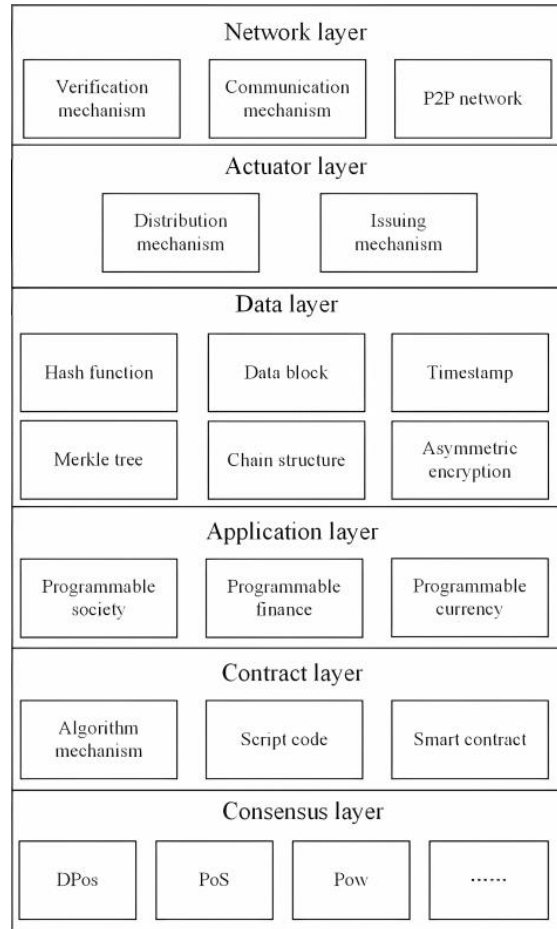 Network layer
Verification
mechanism
Communication
mechanism
P2P network
Actuator layer
Distribution
mechanism
Issuing
mechanism
Data layer
Hash function
Data block
Timestamp
Merkle tree
Chain structure
Asymmetric
encryption
Application layer
Programmable
society
Programmable
finance
Programmable
currency
Contract layer
Algorithm
mechanism
Script code
Smart contract
Consensus layer
DPos
PoS
Pow
......